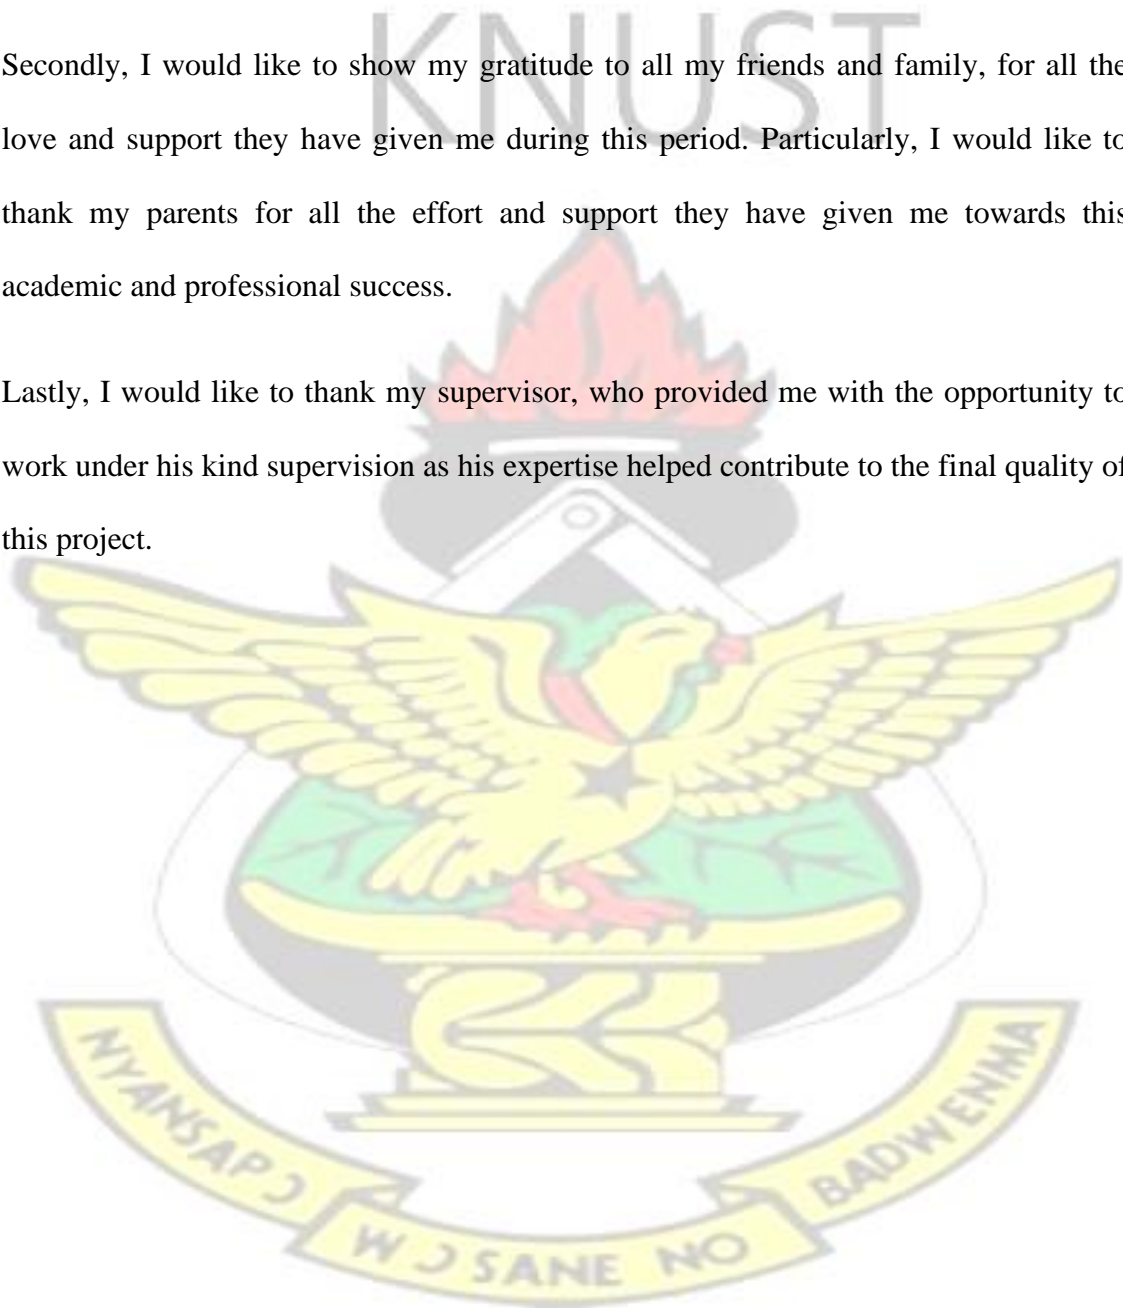 KNUST
Secondly, I would like to show my gratitude to all my friends and family, for all the
love and support they have given me during this period. Particularly, I would like to
thank my parents for all the effort and support they have given me towards this
academic and professional success.
Lastly, I would like to thank my supervisor, who provided me with the opportunity to
work under his kind supervision as his expertise helped contribute to the final quality of
this project.
NYANSAPƆ
WƆSANE NO
BADWENMA